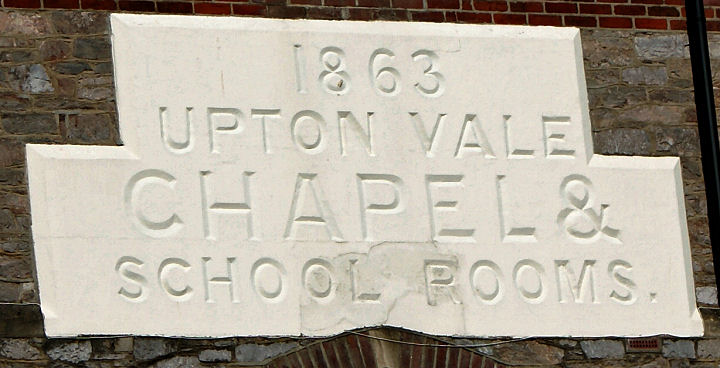 1863
UPTON VALE
CHAPEL &
SCHOOL ROOMS.